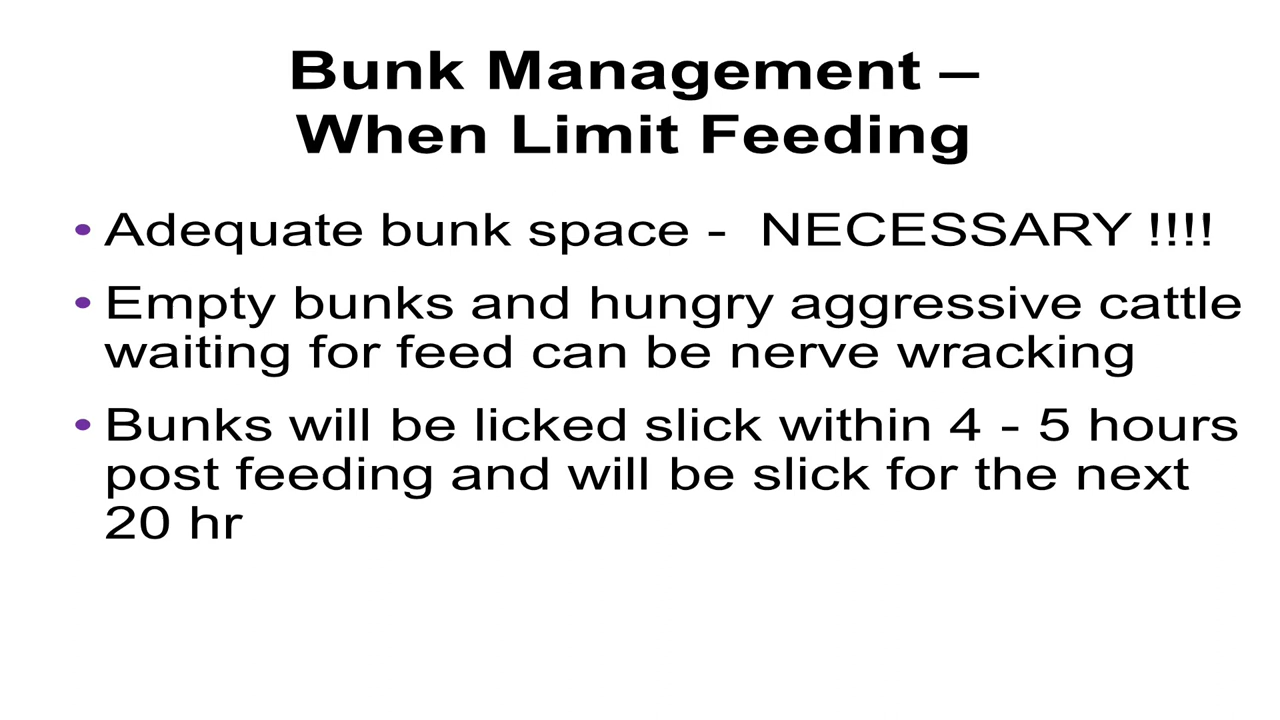 Bunk Management –
When Limit Feeding
• Adequate bunk space -  NECESSARY !!!!
• Empty bunks and hungry aggressive cattle
waiting for feed can be nerve wracking
• Bunks will be licked slick within 4 - 5 hours
post feeding and will be slick for the next
20 hr